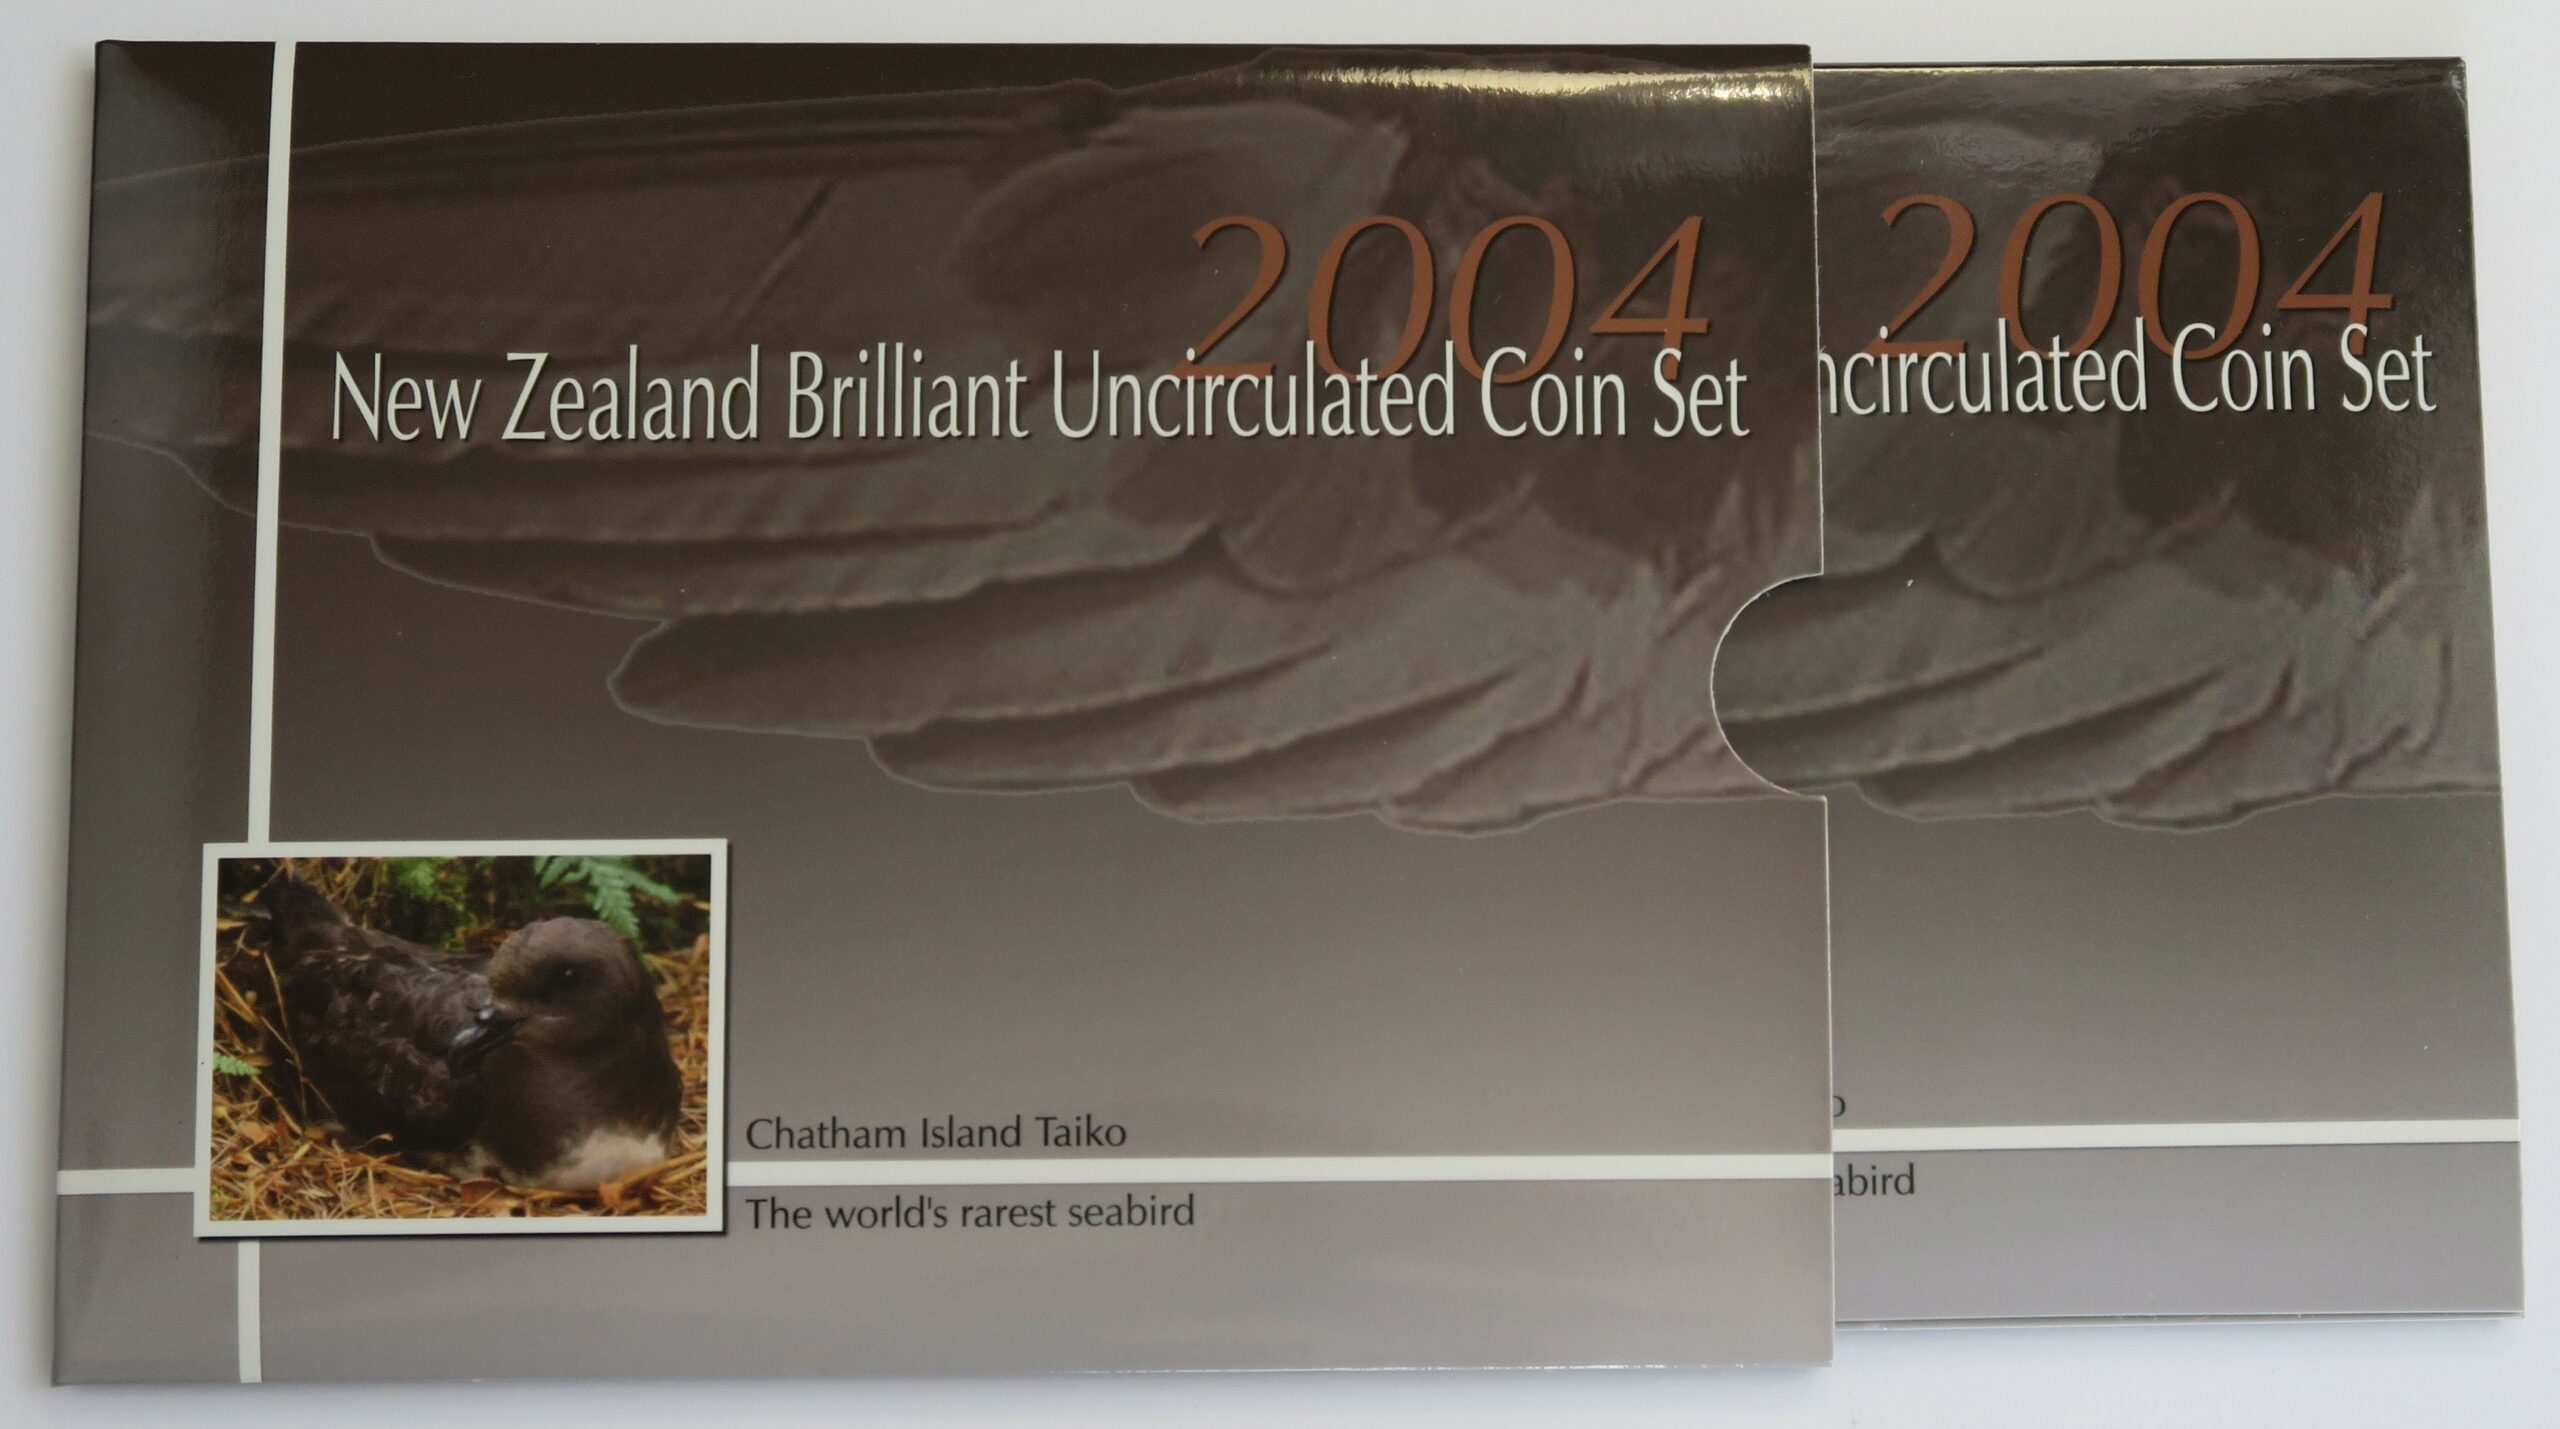 2004
New Zealand Brilliant Uncirculated Coin Set
Chatham Island Taiko
The world's rarest seabird
2004
ncirculated Coin Set
o
abird